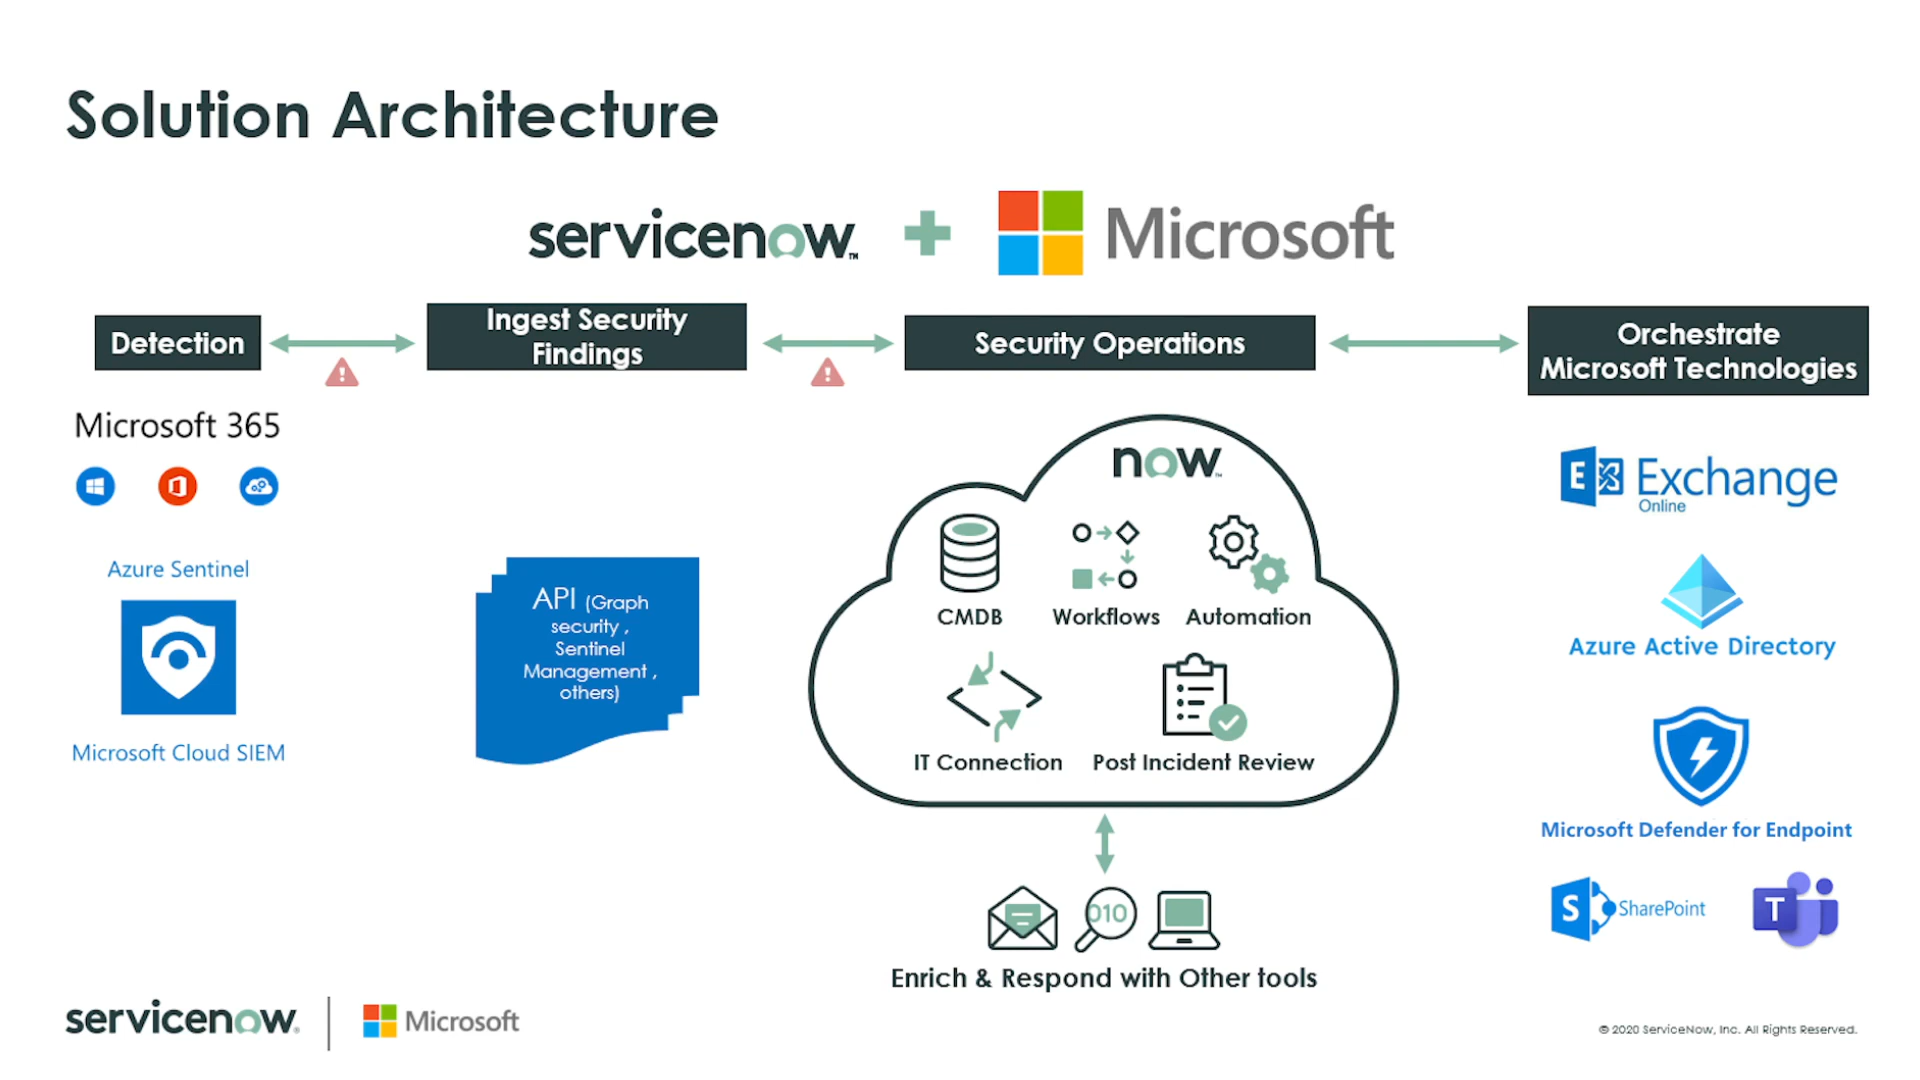 Solution Architecture
servicenow™
Microsoft
Detection
Ingest Security
Findings
Security Operations
Orchestrate
Microsoft Technologies
Microsoft 365
Azure Sentinel
Microsoft Cloud SIEM
API (Graph
security ,
Sentinel
Management ,
others)
now™
CMDB
Workflows
Automation
IT Connection
Post Incident Review
010
Enrich & Respond with Other tools
E
Exchange
Online
Azure Active Directory
Microsoft Defender for Endpoint
S
SharePoint
T
servicenow®
Microsoft
© 2020 ServiceNow, Inc. All Rights Reserved.